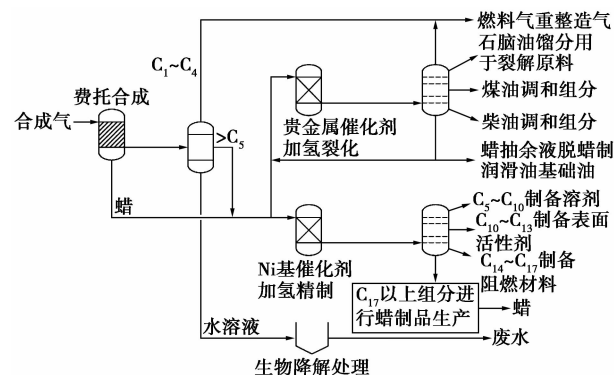 燃料气重整造气
石脑油馏分用
于裂解原料
C₁~C₄
费托合成
煤油调和组分
合成气
>C₅
贵金属催化剂
加氢裂化
柴油调和组分
蜡抽余液脱蜡制
润滑油基础油
蜡
C₅~C₁₀制备溶剂
C₁₀~C₁₃制备表面
活性剂
C₁₄~C₁₇制备
阻燃材料
Ni基催化剂
加氢精制
C₁₇以上组分进
行蜡制品生产
蜡
水溶液
废水
生物降解处理